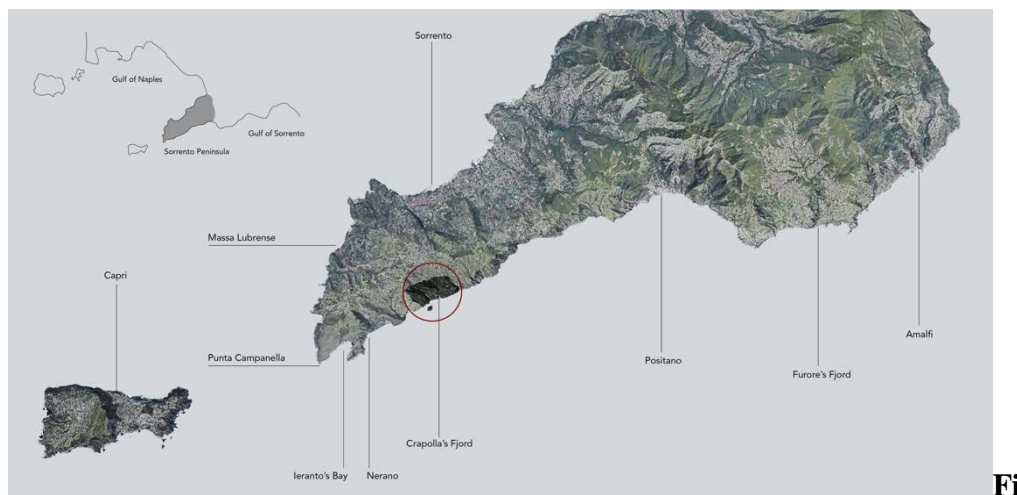 Sorrento
Gulf of Naples
Gulf of Sorrento
Sorrento Peninsula
Massa Lubrense
Capri
Amalfi
Punta Campanella
Positano
Furore's Fjord
Crapolla's Fjord
Ieranto's Bay
Nerano
Fi